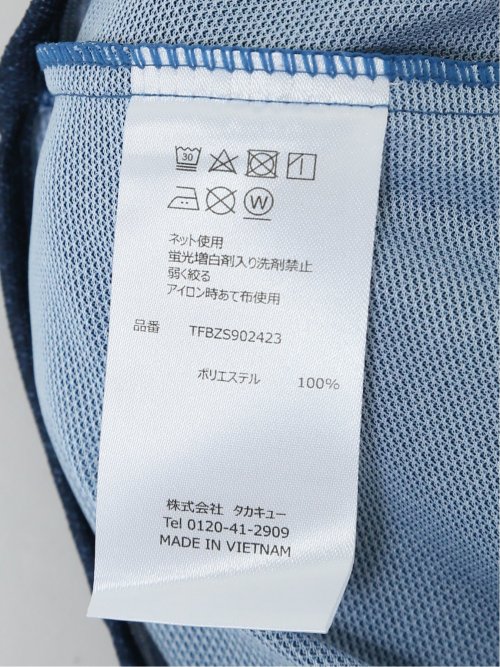 30
W
ネット使用
蛍光増白剤入り洗剤禁止
弱く絞る
アイロン時あて布使用
品番 TFBZS902423
ポリエステル 100%
株式会社 タカキュー
Tel 0120-41-2909
MADE IN VIETNAM